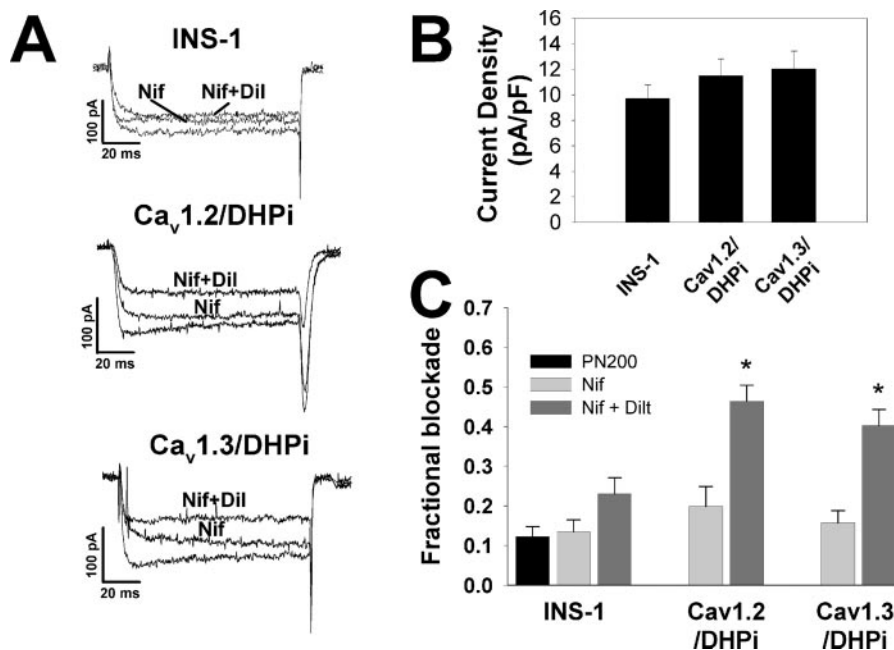 A
INS-1
Nif
Nif+Dil
100 pA
20 ms
Cav1.2/DHPi
Nif+Dil
Nif
100 pA
20 ms
Cav1.3/DHPi
Nif+Dil
Nif
100 pA
20 ms
B
Current Density
(pA/pF)
16
14
12
10
8
6
4
2
0
INS-1
Cav1.2/
DHPi
Cav1.3/
DHPi
C
Fractional blockade
0.7
0.6
0.5
0.4
0.3
0.2
0.1
0.0
PN200
Nif
Nif + Dilt
*
*
INS-1
Cav1.2
/DHPi
Cav1.3
/DHPi